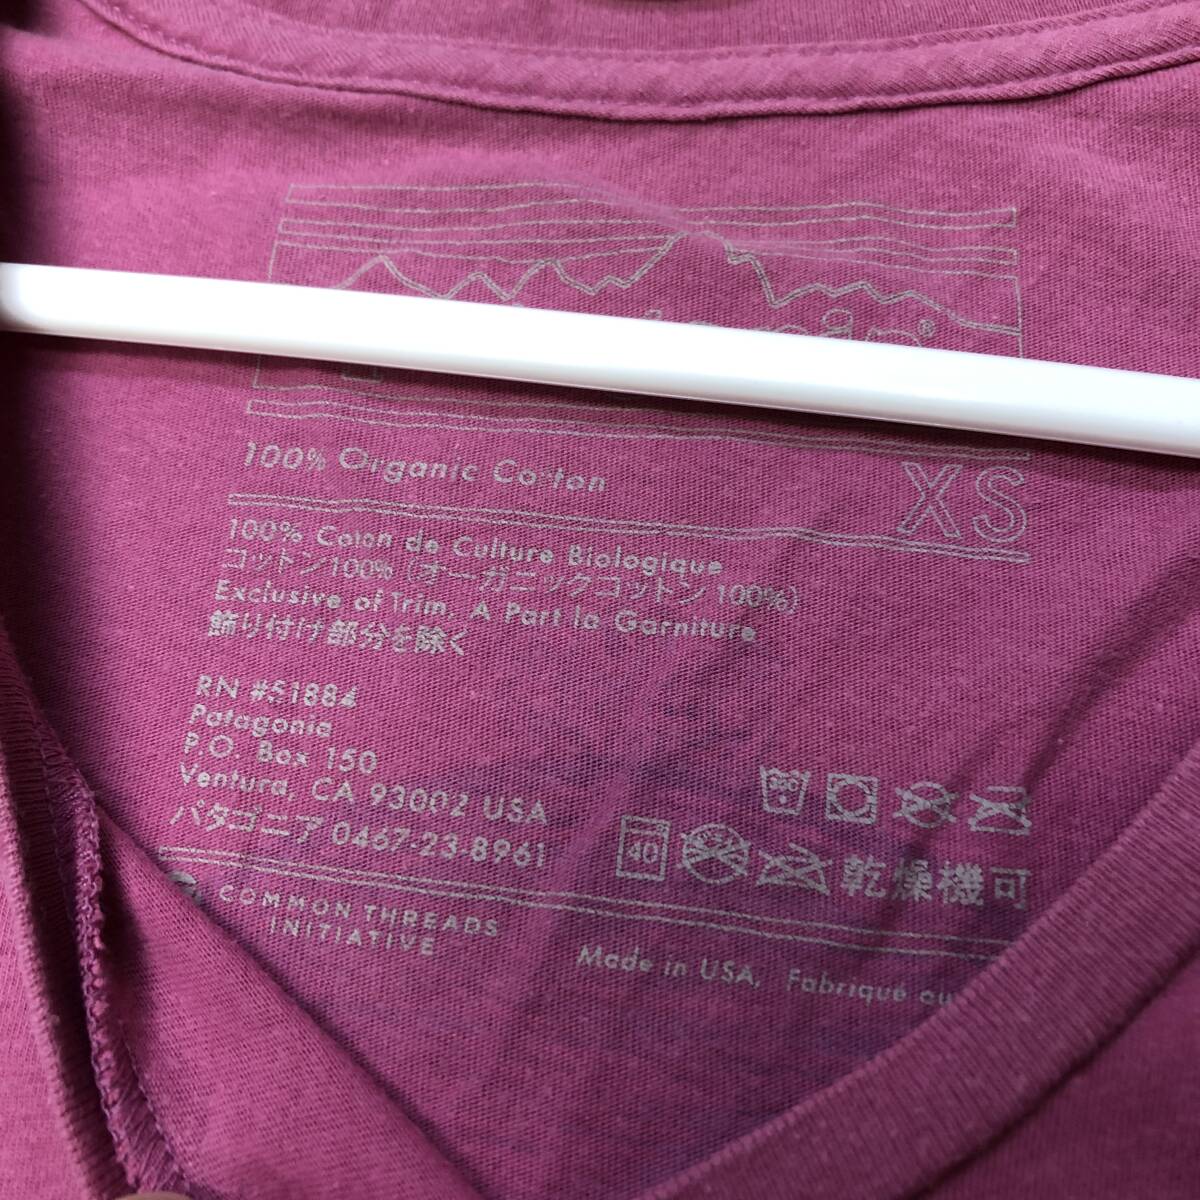 100% Organic Cotton
XS
100% Coton de Culture Biologique
コットン100% (オーガニックコットン 100%)
Exclusive of Trim, A Part la Garniture
飾り付け部分を除く
RN #51884
Patagonia
P.O. Box 150
Ventura, CA 93002 USA
パタゴニア 0467-23-8961
40
乾燥機可
COMMON THREADS
INITIATIVE
Made in USA, Fabriqué au